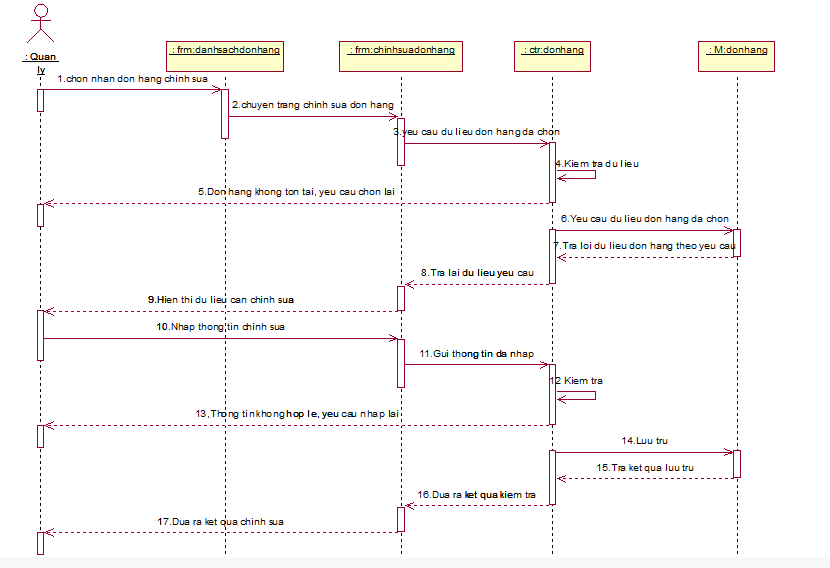 : frm:danhsachdonhang
: frm:chinhsuadonhang
: ctr:donhang
: M:donhang
: Quan
ly
1.chon nhan don hang chinh sua
2.chuyen trang chinh sua don hang
3.yeu cau du lieu don hang da chon
4.Kiem tra du lieu
5.Don hang khong ton tai, yeu cau chon lai
6.Yeu cau du lieu don hang da chon
7.Tra loi du lieu don hang theo yeu cau
8.Tra lai du lieu yeu cau
9.Hien thi du lieu can chinh sua
10.Nhap thong tin chinh sua
11.Gui thong tin da nhap
12 Kiem tra
13,Thong tin khong hop le, yeu cau nhap lai
14.Luu tru
15.Tra ket qua luu tru
16.Dua ra ket qua kiem tra
17.Dua ra ket qua chinh sua